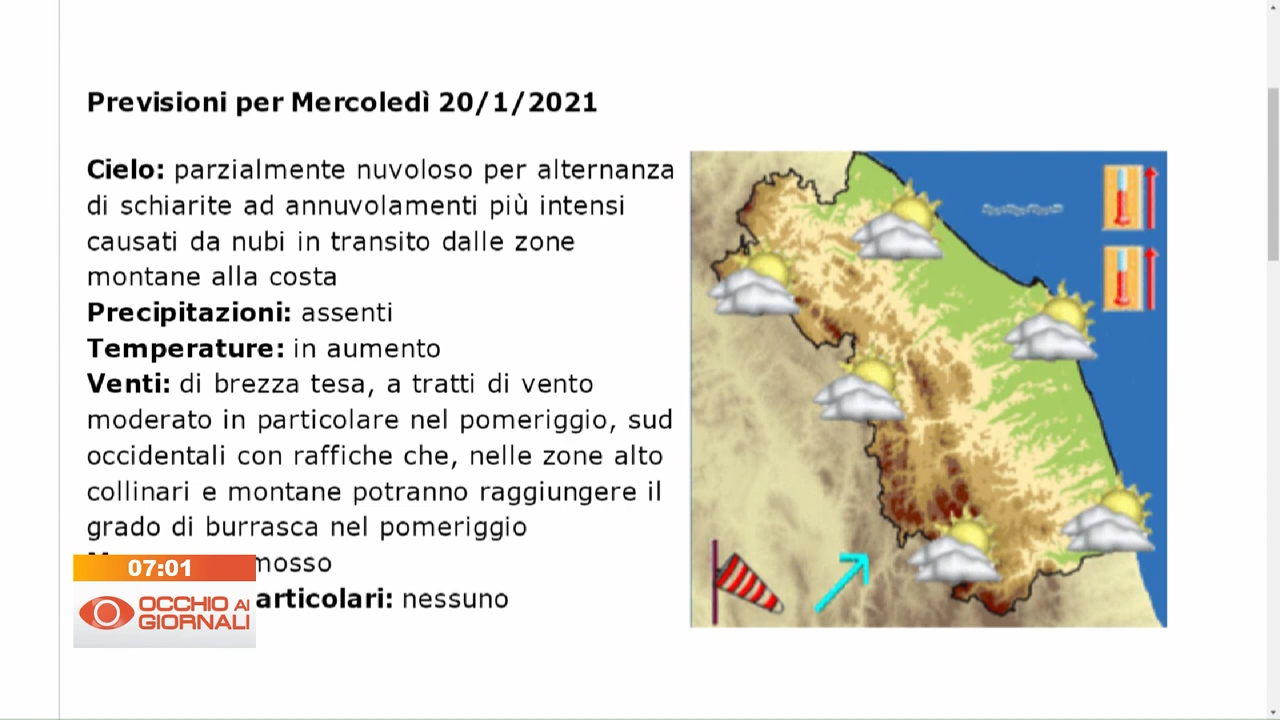 Previsioni per Mercoledì 20/1/2021
Cielo: parzialmente nuvoloso per alternanza
di schiarite ad annuvolamenti più intensi
causati da nubi in transito dalle zone
montane alla costa
Precipitazioni: assenti
Temperature: in aumento
Venti: di brezza tesa, a tratti di vento
moderato in particolare nel pomeriggio, sud
occidentali con raffiche che, nelle zone alto
collinari e montane potranno raggiungere il
grado di burrasca nel pomeriggio
mosso
articolari: nessuno
07:01
OCCHIO AI
GIORNALI